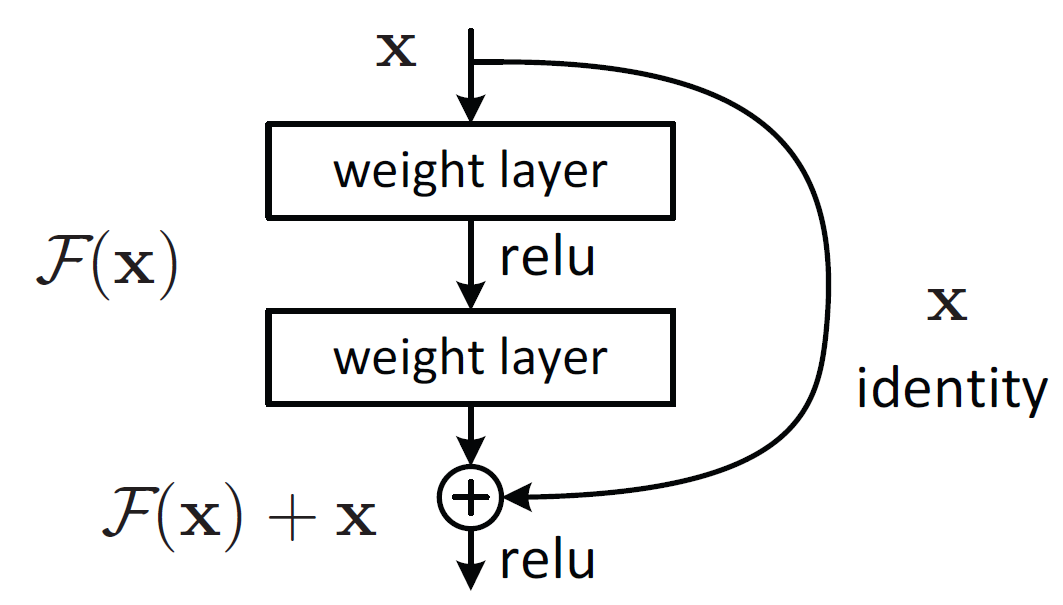 x
weight layer
relu
F(x)
x
weight layer
identity
F(x) + x
+
relu